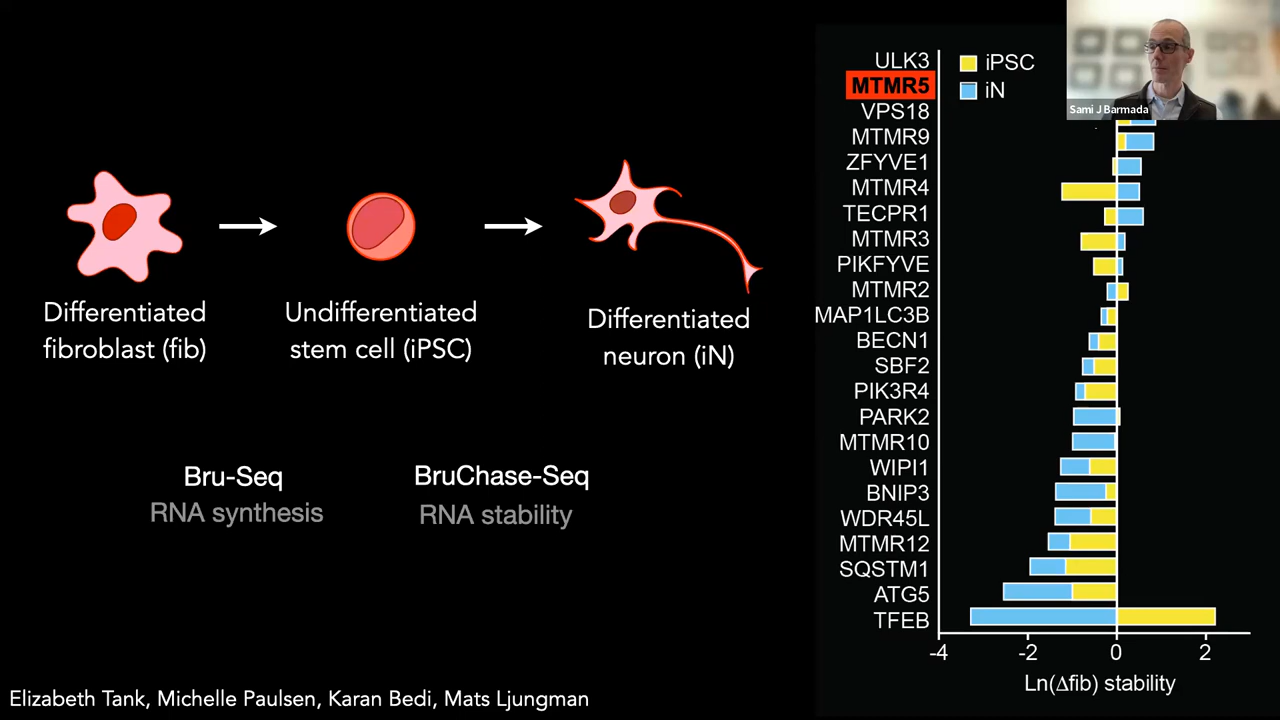 Differentiated
fibroblast (fib)
Undifferentiated
stem cell (iPSC)
Differentiated
neuron (iN)
Bru-Seq
RNA synthesis
BruChase-Seq
RNA stability
Elizabeth Tank, Michelle Paulsen, Karan Bedi, Mats Ljungman
ULK3
MTMR5
VPS18
MTMR9
ZFYVE1
MTMR4
TECPR1
MTMR3
PIKFYVE
MTMR2
MAP1LC3B
BECN1
SBF2
PIK3R4
PARK2
MTMR10
WIPI1
BNIP3
WDR45L
MTMR12
SQSTM1
ATG5
TFEB
iPSC
iN
-4 -2 0 2
Ln(Δfib) stability
Sami J Barmada